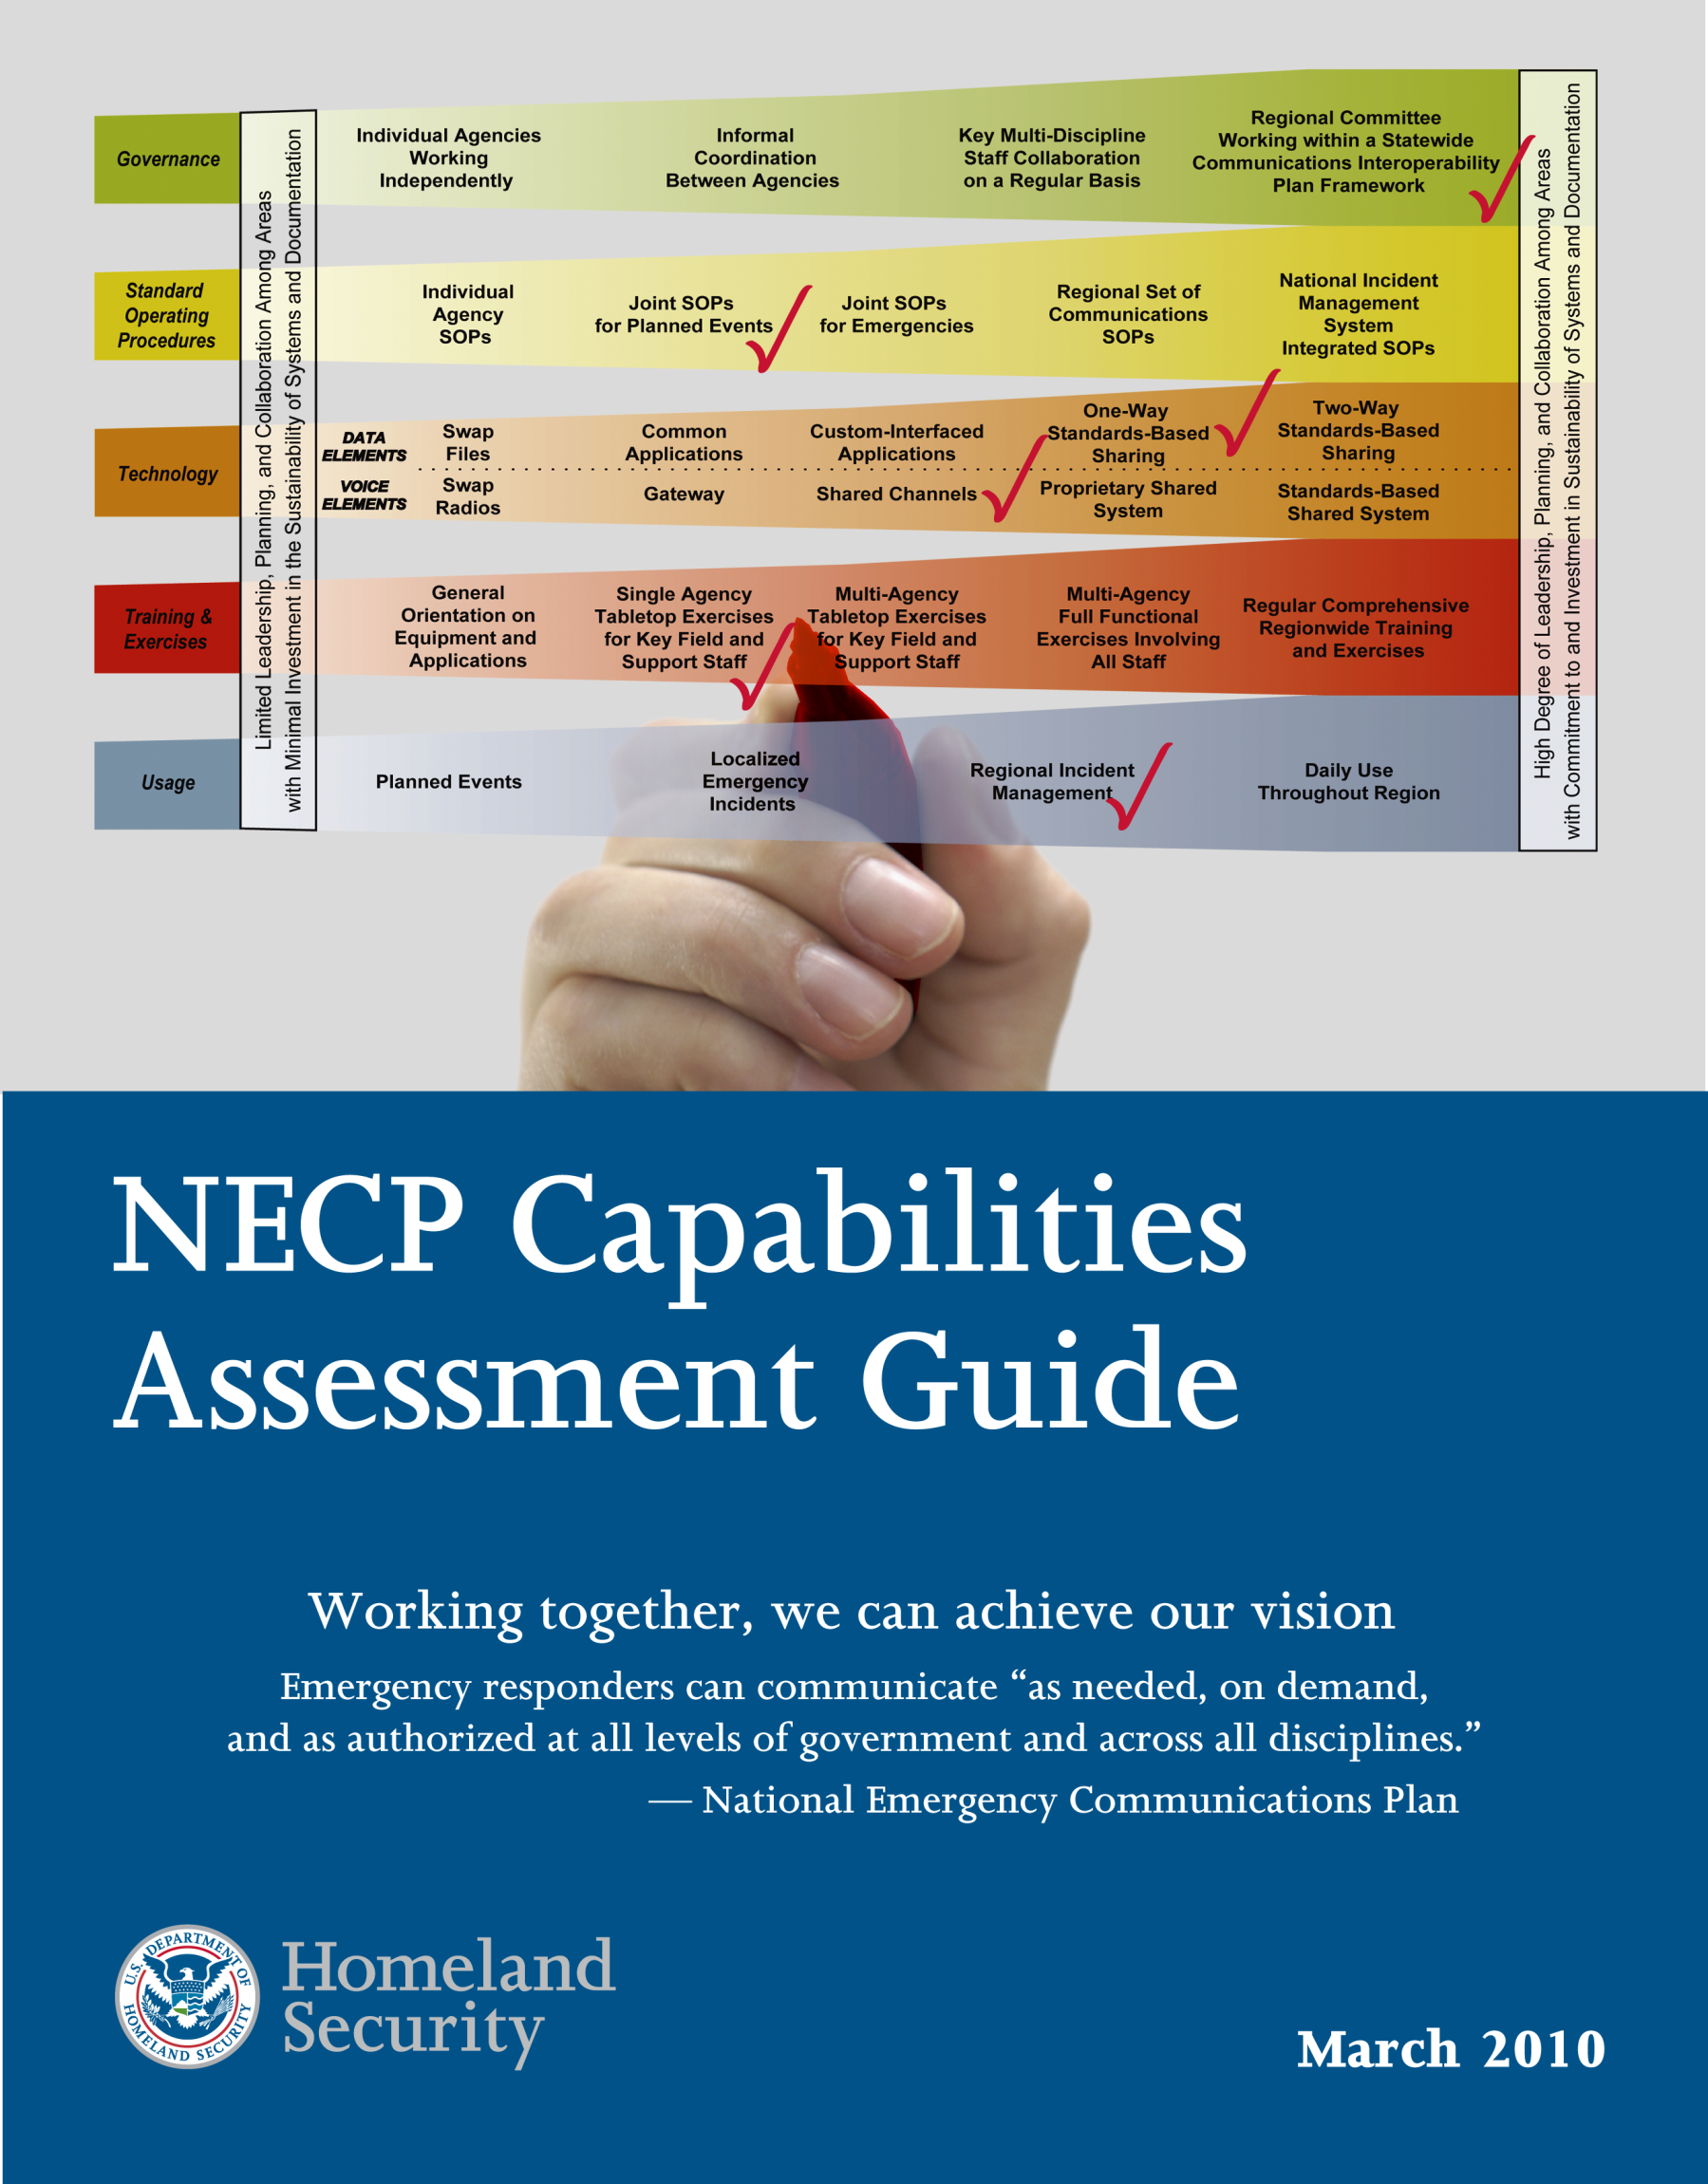 Governance
Individual Agencies
Working
Independently
Informal
Coordination
Between Agencies
Key Multi-Discipline
Staff Collaboration
on a Regular Basis
Regional Committee
Working within a Statewide
Communications Interoperability
Plan Framework
Standard
Operating
Procedures
Individual
Agency
SOPs
Joint SOPs
for Planned Events
Joint SOPs
for Emergencies
Regional Set of
Communications
SOPs
National Incident
Management
System
Integrated SOPs
Technology
DATA
ELEMENTS
Swap
Files
Common
Applications
Custom-Interfaced
Applications
One-Way
Standards-Based
Sharing
Two-Way
Standards-Based
Sharing
VOICE
ELEMENTS
Swap
Radios
Gateway
Shared Channels
Proprietary Shared
System
Standards-Based
Shared System
Training &
Exercises
General
Orientation on
Equipment and
Applications
Single Agency
Tabletop Exercises
for Key Field and
Support Staff
Multi-Agency
Tabletop Exercises
for Key Field and
Support Staff
Multi-Agency
Full Functional
Exercises Involving
All Staff
Regular Comprehensive
Regionwide Training
and Exercises
Usage
Planned Events
Localized
Emergency
Incidents
Regional Incident
Management
Daily Use
Throughout Region
Limited Leadership, Planning, and Collaboration Among Areas
with Minimal Investment in the Sustainability of Systems and Documentation
High Degree of Leadership, Planning, and Collaboration Among Areas
with Commitment to and Investment in Sustainability of Systems and Documentation
NECP Capabilities
Assessment Guide
Working together, we can achieve our vision
Emergency responders can communicate “as needed, on demand,
and as authorized at all levels of government and across all disciplines.”
— National Emergency Communications Plan
U.S. DEPARTMENT OF
HOMELAND SECURITY
Homeland
Security
March 2010